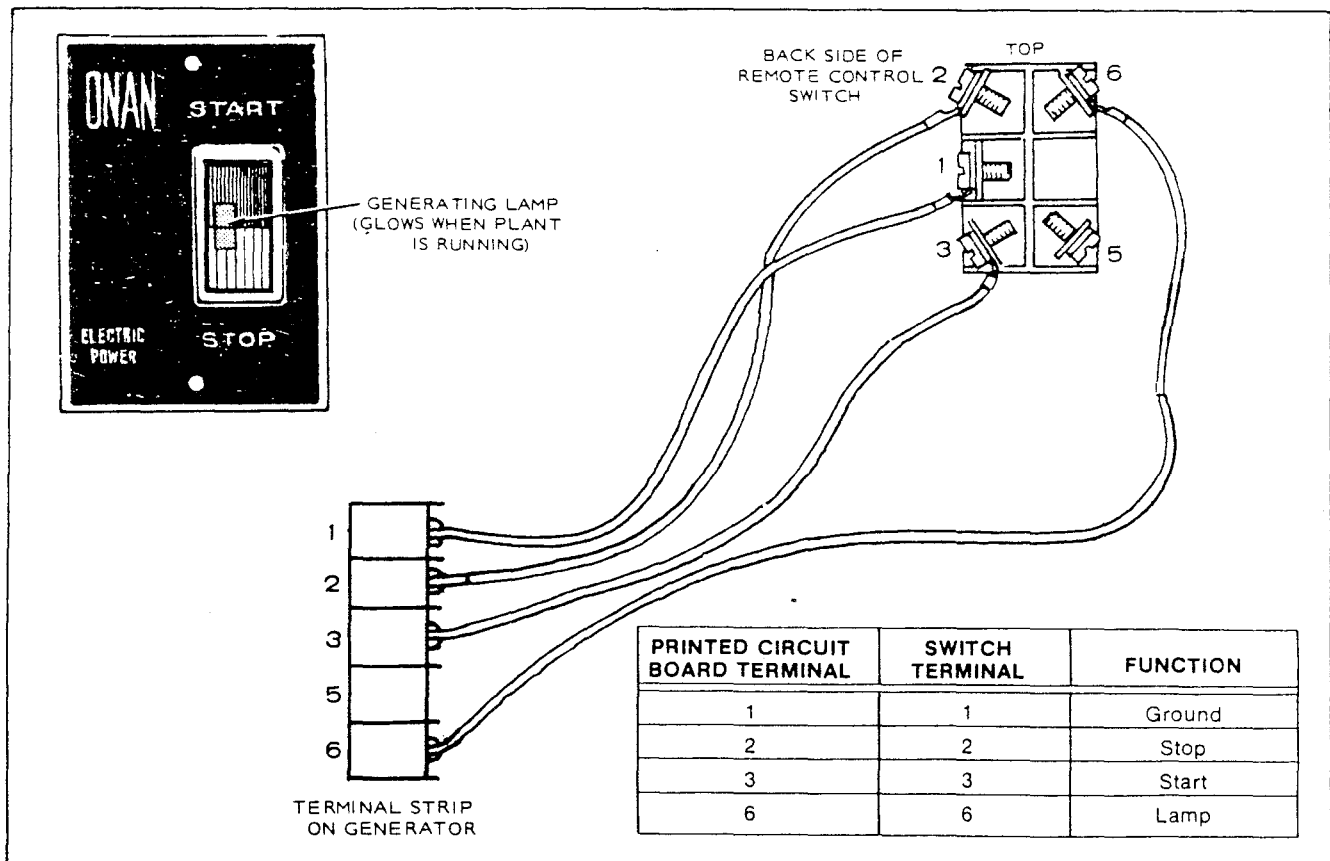 ONAN
START
GENERATING LAMP
(GLOWS WHEN PLANT
IS RUNNING)
ELECTRIC
POWER
STOP
BACK SIDE OF
REMOTE CONTROL
SWITCH
TOP
2
6
1
3
5
1
2
3
5
6
TERMINAL STRIP
ON GENERATOR
PRINTED CIRCUIT
BOARD TERMINAL
SWITCH
TERMINAL
FUNCTION
1 1 Ground
2 2 Stop
3 3 Start
6 6 Lamp